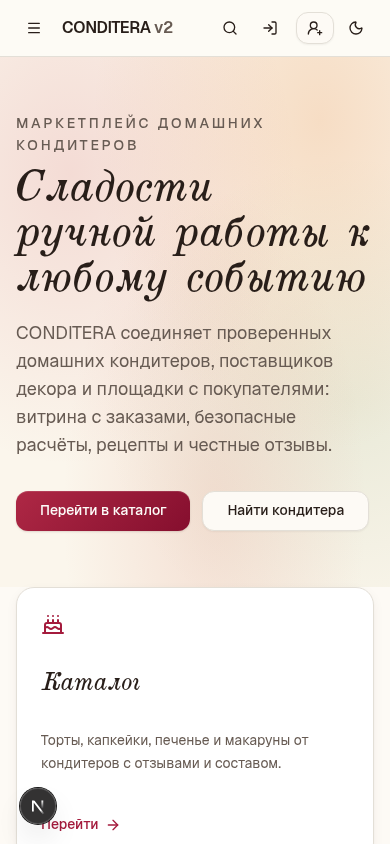 CONDITERA v2
МАРКЕТПЛЕЙС ДОМАШНИХ
КОНДИТЕРОВ
Сладости
ручной работы к
любому событию
CONDITERA соединяет проверенных
домашних кондитеров, поставщиков
декора и площадки с покупателями:
витрина с заказами, безопасные
расчёты, рецепты и честные отзывы.
Перейти в каталог
Найти кондитера
Каталог
Торты, капкейки, печенье и макаруны от
кондитеров с отзывами и составом.
N
Перейти